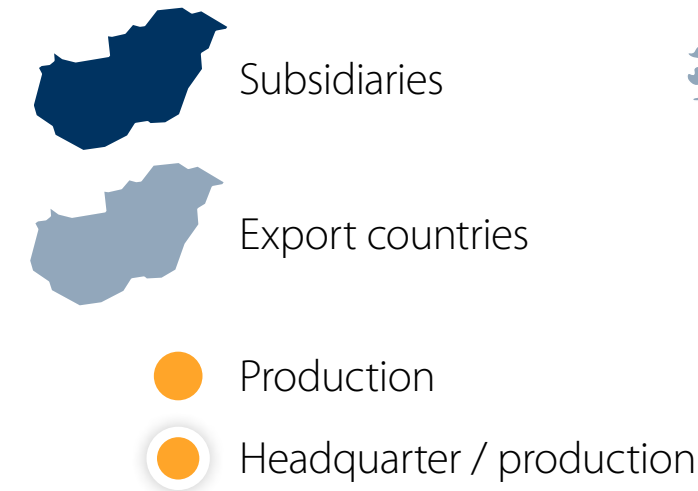 Subsidiaries
Export countries
Production
Headquarter / production